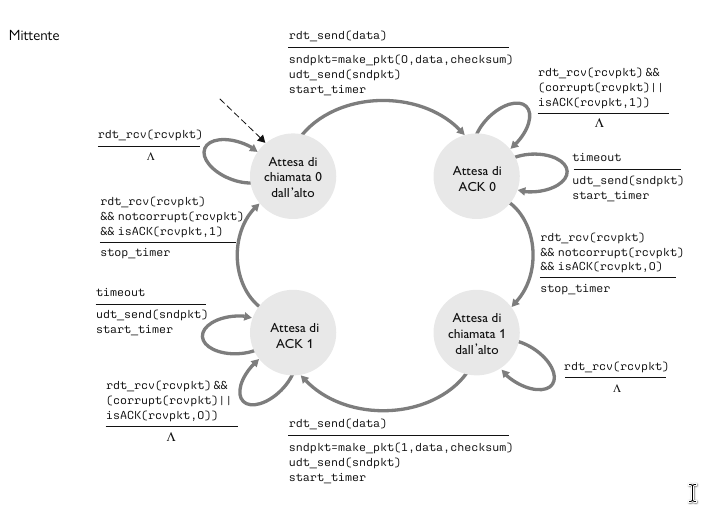 Mittente
rdt_send(data)
sndpkt=make_pkt(0,data,checksum)
udt_send(sndpkt)
start_timer
rdt_rcv(rcvpkt) &&
(corrupt(rcvpkt)||
isACK(rcvpkt,1))
Λ
rdt_rcv(rcvpkt)
Λ
Attesa di
chiamata 0
dall'alto
Attesa di
ACK 0
timeout
udt_send(sndpkt)
start_timer
rdt_rcv(rcvpkt)
&& notcorrupt(rcvpkt)
&& isACK(rcvpkt,1)
stop_timer
rdt_rcv(rcvpkt)
&& notcorrupt(rcvpkt)
&& isACK(rcvpkt,0)
stop_timer
timeout
udt_send(sndpkt)
start_timer
Attesa di
ACK 1
Attesa di
chiamata 1
dall'alto
rdt_rcv(rcvpkt)
Λ
rdt_rcv(rcvpkt) &&
(corrupt(rcvpkt)||
isACK(rcvpkt,0))
Λ
rdt_send(data)
sndpkt=make_pkt(1,data,checksum)
udt_send(sndpkt)
start_timer